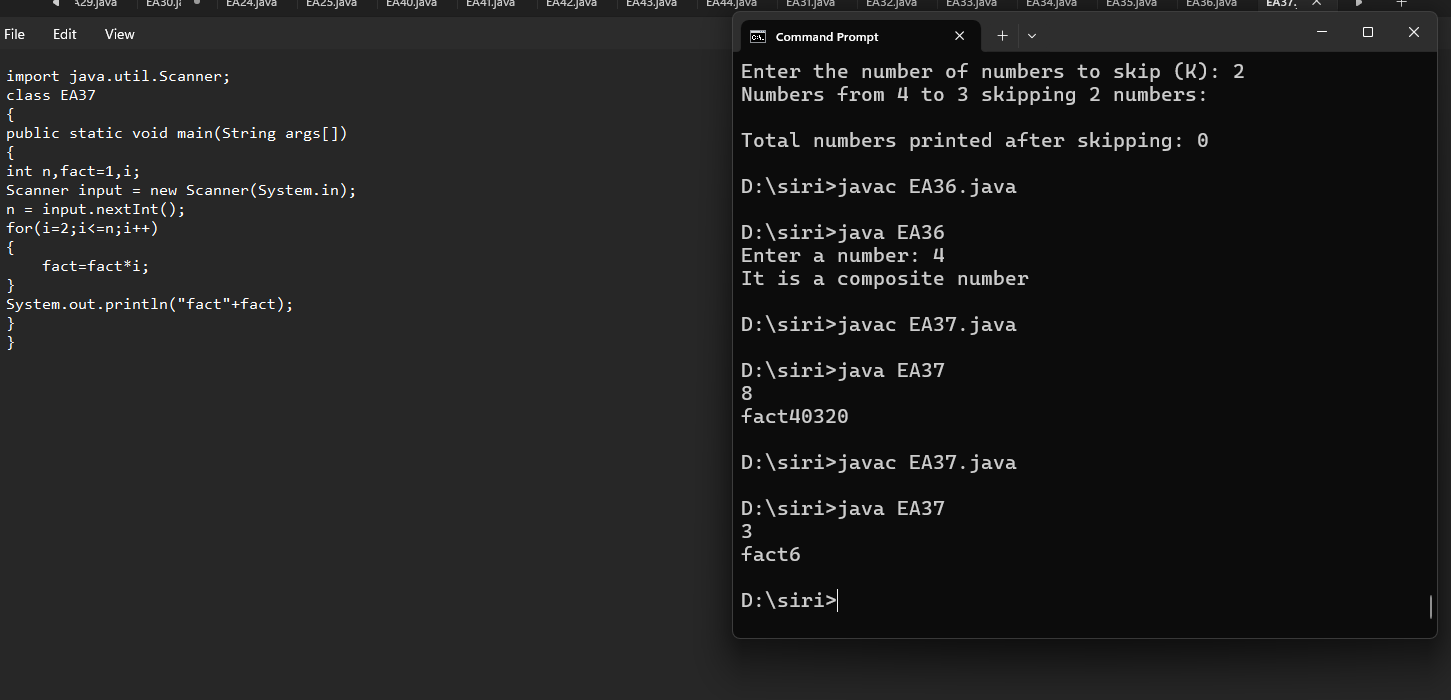 EA24.java EA25.java EA40.java EA41.java EA42.java EA43.java EA44.java EA31.java EA32.java EA33.java EA34.java EA35.java EA36.java EA37.
File Edit View
import java.util.Scanner;
class EA37
{
public static void main(String args[])
{
int n,fact=1,i;
Scanner input = new Scanner(System.in);
n = input.nextInt();
for(i=2;i<=n;i++)
{
fact=fact*i;
}
System.out.println("fact"+fact);
}
}
Command Prompt
Enter the number of numbers to skip (K): 2
Numbers from 4 to 3 skipping 2 numbers:
Total numbers printed after skipping: 0
D:\siri>javac EA36.java
D:\siri>java EA36
Enter a number: 4
It is a composite number
D:\siri>javac EA37.java
D:\siri>java EA37
8
fact40320
D:\siri>javac EA37.java
D:\siri>java EA37
3
fact6
D:\siri>